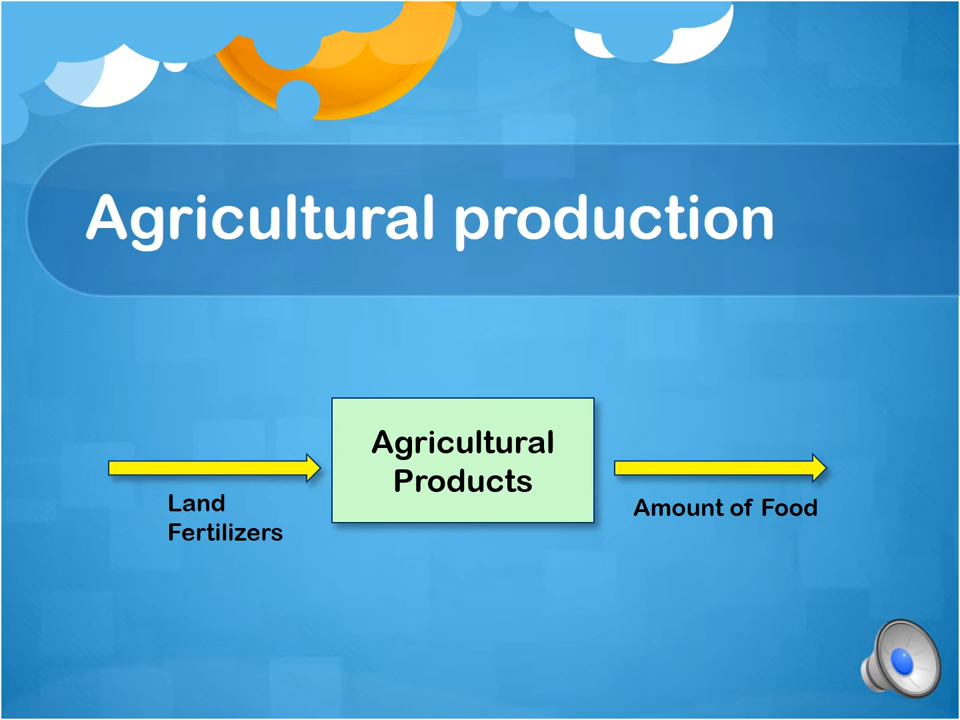 Agricultural production
Agricultural
Products
Land
Fertilizers
Amount of Food